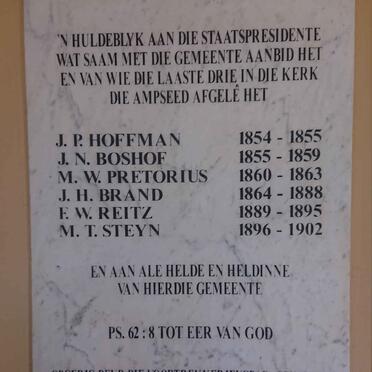 'N HULDEBLYK AAN DIE STAATSPRESIDENTE
WAT SAAM MET DIE GEMEENTE AANBID HET
EN VAN WIE DIE LAASTE DRIE IN DIE KERK
DIE AMPSEED AFGELÊ HET
J. P. HOFFMAN 1854 - 1855
J. N. BOSHOF 1855 - 1859
M. W. PRETORIUS 1860 - 1863
J. H. BRAND 1864 - 1888
F. W. REITZ 1889 - 1895
M. T. STEYN 1896 - 1902
EN AAN ALE HELDE EN HELDINNE
VAN HIERDIE GEMEENTE
PS. 62 : 8 TOT EER VAN GOD